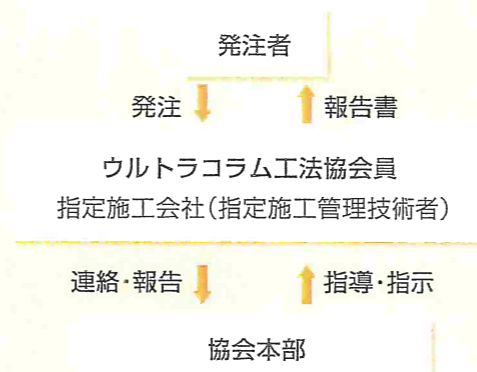 発注者
発注 報告書
ウルトラコラム工法協会員
指定施工会社(指定施工管理技術者)
連絡・報告 指導・指示
協会本部